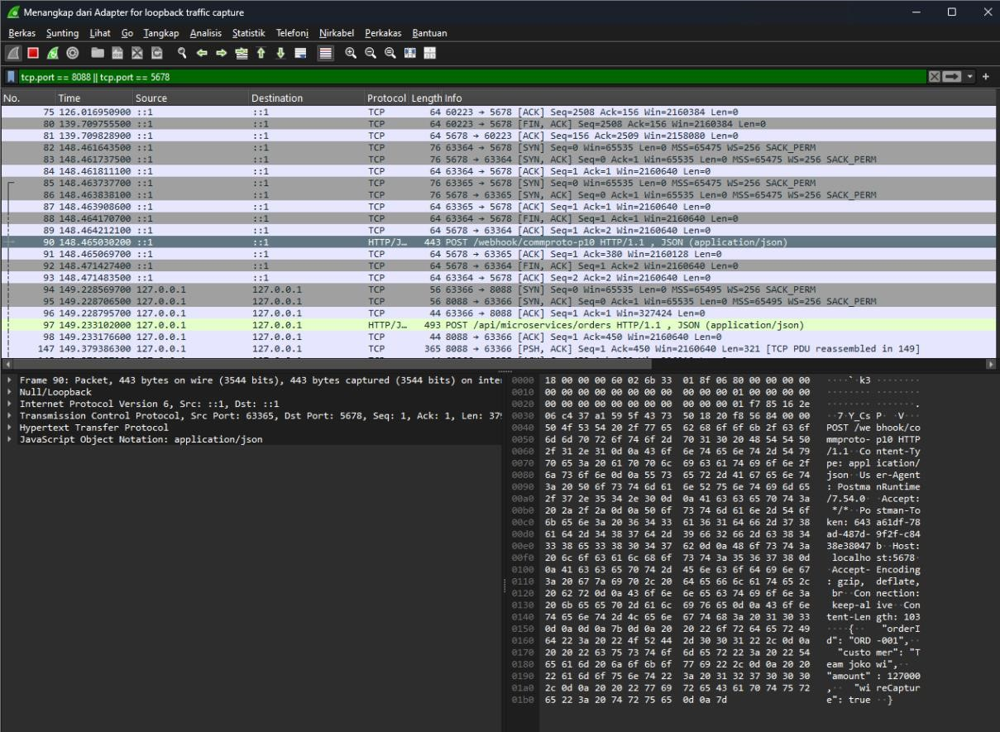 Menangkap dari Adapter for loopback traffic capture
Berkas Sunting Lihat Go Tangkap Analisis Statistik Telefoni Nirkabel Perkakas Bantuan
tcp.port == 8088 || tcp.port == 5678
No. Time Source Destination Protocol Length Info
75 126.016950900 ::1 ::1 TCP 64 60223 → 5678 [ACK] Seq=2508 Ack=156 Win=2160384 Len=0
80 139.709755500 ::1 ::1 TCP 64 60223 → 5678 [FIN, ACK] Seq=2508 Ack=156 Win=2160384 Len=0
81 139.709828900 ::1 ::1 TCP 64 5678 → 60223 [ACK] Seq=156 Ack=2509 Win=2158080 Len=0
82 148.461643500 ::1 ::1 TCP 76 63364 → 5678 [SYN] Seq=0 Win=65535 Len=0 MSS=65475 WS=256 SACK_PERM
83 148.461737500 ::1 ::1 TCP 76 5678 → 63364 [SYN, ACK] Seq=0 Ack=1 Win=65535 Len=0 MSS=65475 WS=256 SACK_PERM
84 148.461811100 ::1 ::1 TCP 64 63364 → 5678 [ACK] Seq=1 Ack=1 Win=2160640 Len=0
85 148.463737700 ::1 ::1 TCP 76 63365 → 5678 [SYN] Seq=0 Win=65535 Len=0 MSS=65475 WS=256 SACK_PERM
86 148.463838100 ::1 ::1 TCP 76 5678 → 63365 [SYN, ACK] Seq=0 Ack=1 Win=65535 Len=0 MSS=65475 WS=256 SACK_PERM
87 148.463908600 ::1 ::1 TCP 64 63365 → 5678 [ACK] Seq=1 Ack=1 Win=2160640 Len=0
88 148.464170700 ::1 ::1 TCP 64 63364 → 5678 [FIN, ACK] Seq=1 Ack=1 Win=2160640 Len=0
89 148.464212100 ::1 ::1 TCP 64 5678 → 63364 [ACK] Seq=1 Ack=2 Win=2160640 Len=0
90 148.465030200 ::1 ::1 HTTP/J… 443 POST /webhook/commproto-p10 HTTP/1.1 , JSON (application/json)
91 148.465069700 ::1 ::1 TCP 64 5678 → 63365 [ACK] Seq=1 Ack=380 Win=2160128 Len=0
92 148.471427400 ::1 ::1 TCP 64 5678 → 63364 [FIN, ACK] Seq=1 Ack=2 Win=2160640 Len=0
93 148.471483500 ::1 ::1 TCP 64 63364 → 5678 [ACK] Seq=2 Ack=2 Win=2160640 Len=0
94 149.228569700 127.0.0.1 127.0.0.1 TCP 56 63366 → 8088 [SYN] Seq=0 Win=65535 Len=0 MSS=65495 WS=256 SACK_PERM
95 149.228706500 127.0.0.1 127.0.0.1 TCP 56 8088 → 63366 [SYN, ACK] Seq=0 Ack=1 Win=65535 Len=0 MSS=65495 WS=256 SACK_PERM
96 149.228795700 127.0.0.1 127.0.0.1 TCP 44 63366 → 8088 [ACK] Seq=1 Ack=1 Win=327424 Len=0
97 149.233102000 127.0.0.1 127.0.0.1 HTTP/J… 493 POST /api/microservices/orders HTTP/1.1 , JSON (application/json)
98 149.233176600 127.0.0.1 127.0.0.1 TCP 44 8088 → 63366 [ACK] Seq=1 Ack=450 Win=2160640 Len=0
147 149.379386300 127.0.0.1 127.0.0.1 TCP 365 8088 → 63366 [PSH, ACK] Seq=1 Ack=450 Win=2160640 Len=321 [TCP PDU reassembled in 149]
Frame 90: Packet, 443 bytes on wire (3544 bits), 443 bytes captured (3544 bits) on inte
Null/Loopback
Internet Protocol Version 6, Src: ::1, Dst: ::1
Transmission Control Protocol, Src Port: 63365, Dst Port: 5678, Seq: 1, Ack: 1, Len: 379
Hypertext Transfer Protocol
JavaScript Object Notation: application/json
0000 18 00 00 00 60 02 6b 33 01 8f 06 80 00 00 00 00 ····`·k3 ········
0010 00 00 00 00 00 00 00 00 00 00 01 00 00 00 00 ········ ········
0020 00 00 00 00 00 00 00 00 00 00 00 01 f7 85 16 2e ········ ·······.
0030 06 c4 37 a1 59 5f 43 73 50 18 20 f8 56 84 00 00 ··7·Y_Cs P· ·V···
0040 50 4f 53 54 20 2f 77 65 62 68 6f 6f 6b 2f 63 6f POST /we bhook/co
0050 6d 6d 70 72 6f 74 6f 2d 70 31 30 20 48 54 54 50 mmproto- p10 HTTP
0060 2f 31 2e 31 0d 0a 43 6f 6e 74 65 6e 74 2d 54 79 /1.1··Co ntent-Ty
0070 70 65 3a 20 61 70 70 6c 69 63 61 74 69 6f 6e 2f pe: appl ication/
0080 6a 73 6f 6e 0d 0a 55 73 65 72 2d 41 67 65 6e 74 json··Us er-Agent
0090 3a 20 50 6f 73 74 6d 61 6e 52 75 6e 74 69 6d 65 : Postma nRuntime
00a0 2f 37 2e 35 34 2e 30 0d 0a 41 63 63 65 70 74 3a /7.54.0· ·Accept:
00b0 20 2a 2f 2a 0d 0a 50 6f 73 74 6d 61 6e 2d 54 6f */*··Po stman-To
00c0 6b 65 6e 3a 20 36 34 33 61 36 31 64 66 2d 37 38 ken: 643 a61df-78
00d0 61 64 2d 34 38 37 64 2d 39 66 32 66 2d 63 38 34 ad-487d- 9f2f-c84
00e0 33 38 65 33 38 30 34 37 62 0d 0a 48 6f 73 74 3a 38e38047 b··Host:
00f0 20 6c 6f 63 61 6c 68 6f 73 74 3a 35 36 37 38 0d localho st:5678·
0100 0a 41 63 63 65 70 74 2d 45 6e 63 6f 64 69 6e 67 ·Accept- Encoding
0110 3a 20 67 7a 69 70 2c 20 64 65 66 6c 61 74 65 2c : gzip, deflate,
0120 20 62 72 0d 0a 43 6f 6e 6e 65 63 74 69 6f 6e 3a br··Con nection:
0130 20 6b 65 65 70 2d 61 6c 69 76 65 0d 0a 43 6f 6e keep-al ive··Con
0140 74 65 6e 74 2d 4c 65 6e 67 74 68 3a 20 31 30 33 tent-Len gth: 103
0150 0d 0a 0d 0a 7b 0d 0a 20 20 22 6f 72 64 65 72 49 ····{·· "orderI
0160 64 22 3a 20 22 4f 52 44 2d 30 30 31 22 2c 0d 0a d": "ORD -001",··
0170 20 20 22 63 75 73 74 6f 6d 65 72 22 3a 20 22 54 "custo mer": "T
0180 65 61 6d 20 6a 6f 6b 6f 77 69 22 2c 0d 0a 20 20 eam joko wi",··
0190 22 61 6d 6f 75 6e 74 22 3a 20 31 32 37 30 30 30 "amount" : 127000
01a0 2c 0d 0a 20 20 22 77 69 72 65 43 61 70 74 75 72 ,·· "wi reCaptur
01b0 65 22 3a 20 74 72 75 65 0d 0a 7d e": true ··}